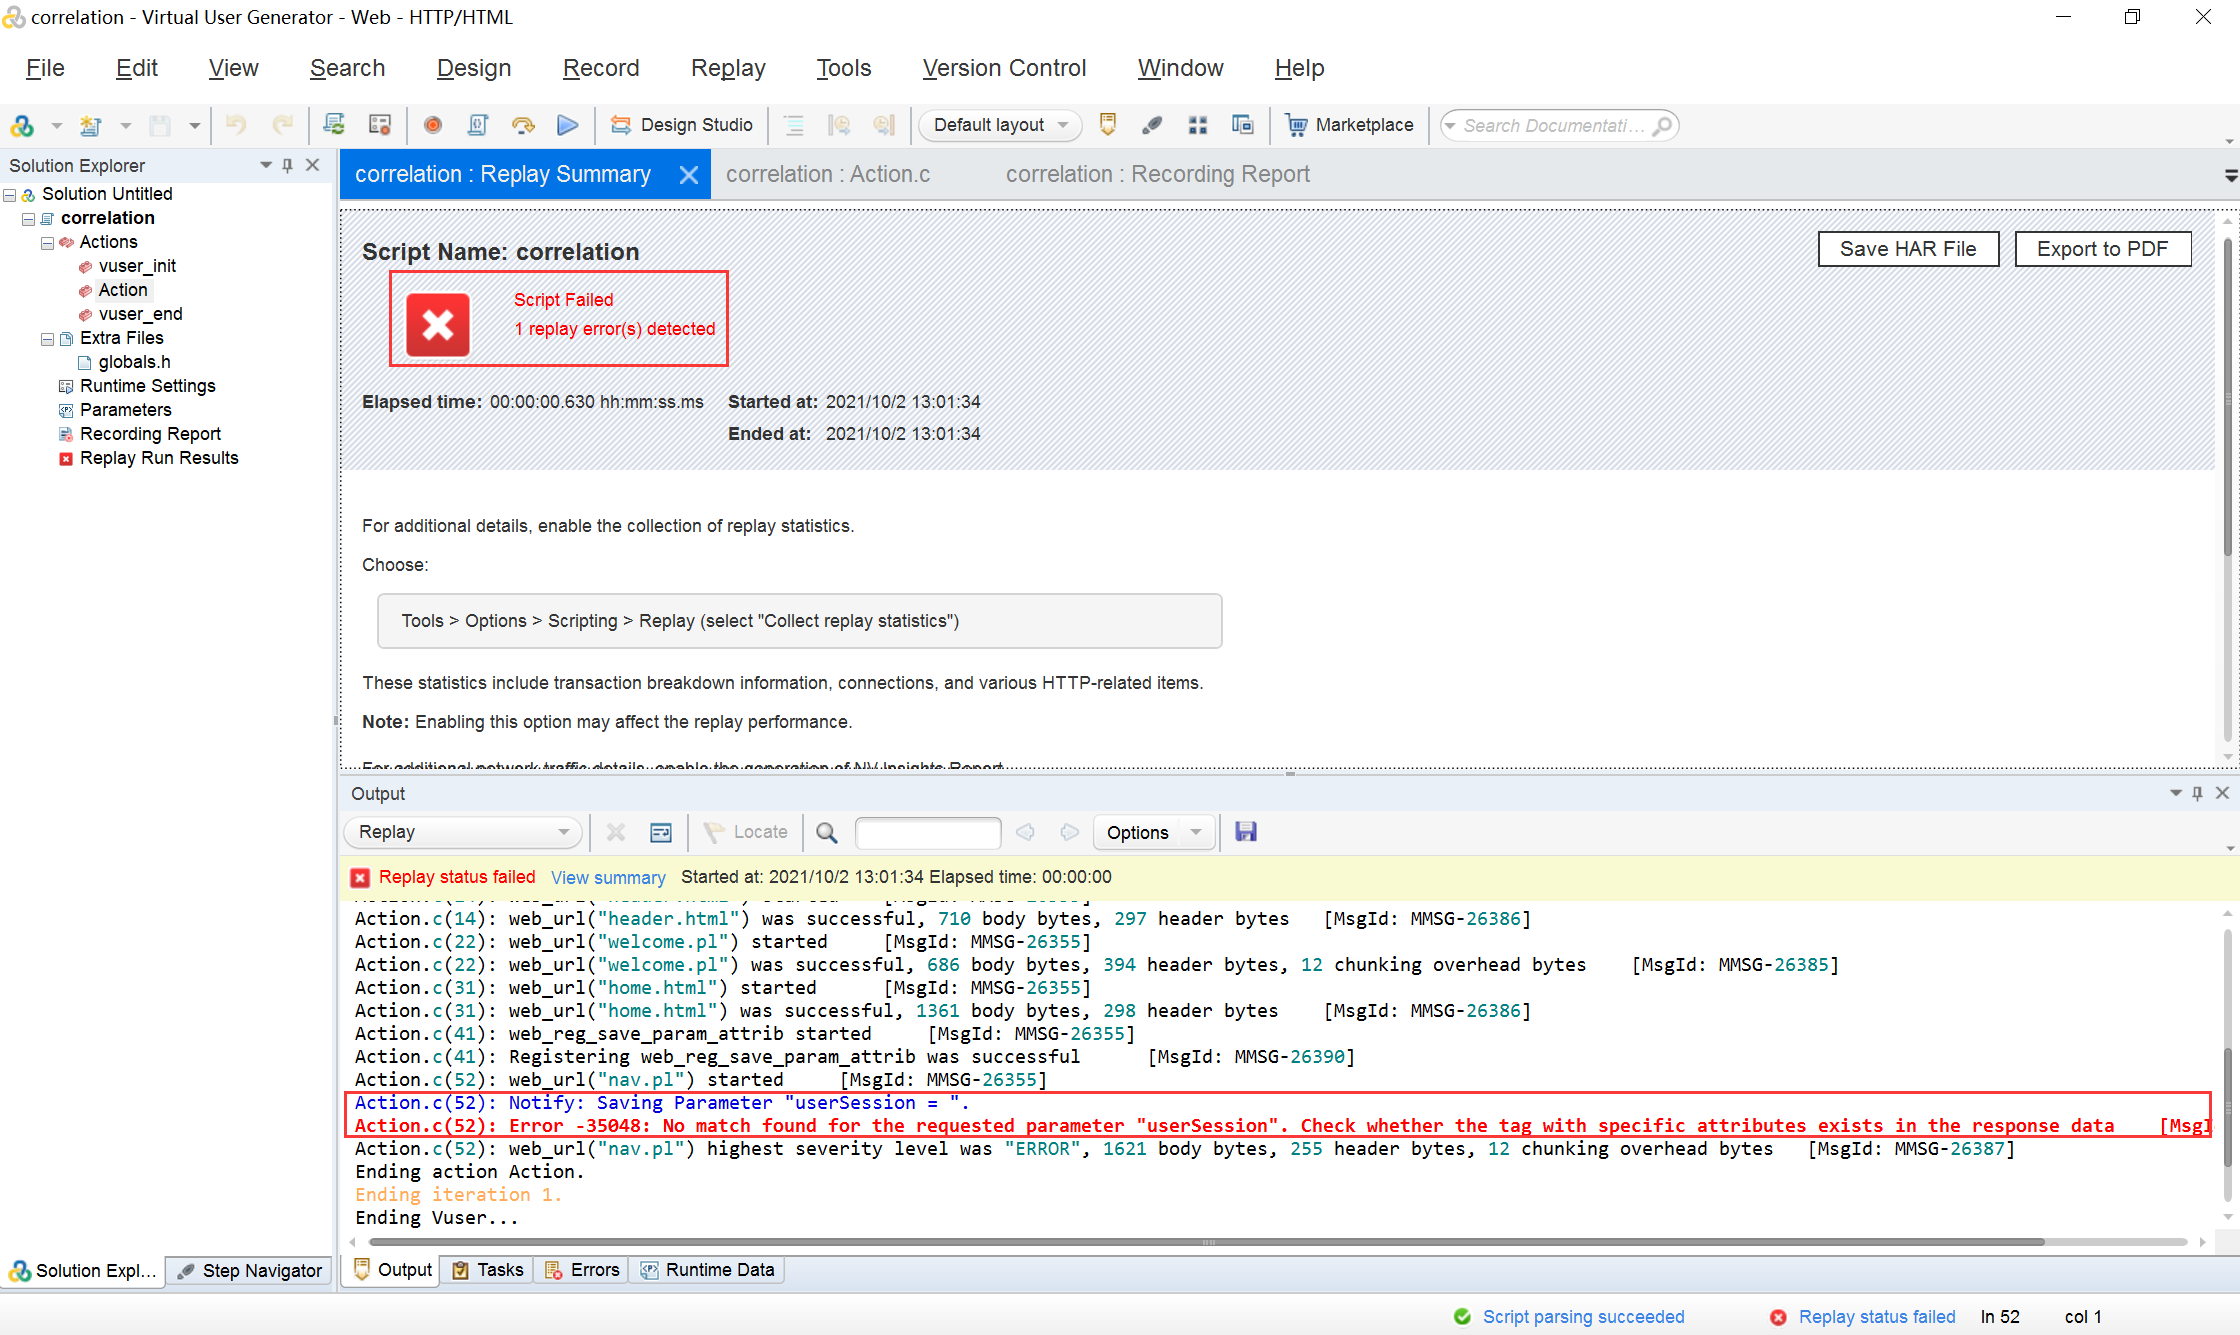 correlation - Virtual User Generator - Web - HTTP/HTML
File Edit View Search Design Record Replay Tools Version Control Window Help
Design Studio Default layout Marketplace Search Documentati...
Solution Explorer
Solution Untitled
correlation
Actions
vuser_init
Action
vuser_end
Extra Files
globals.h
Runtime Settings
Parameters
Recording Report
Replay Run Results
correlation : Replay Summary correlation : Action.c correlation : Recording Report
Script Name: correlation
Save HAR File Export to PDF
Script Failed
1 replay error(s) detected
Elapsed time: 00:00:00.630 hh:mm:ss.ms Started at: 2021/10/2 13:01:34
Ended at: 2021/10/2 13:01:34
For additional details, enable the collection of replay statistics.
Choose:
Tools > Options > Scripting > Replay (select "Collect replay statistics")
These statistics include transaction breakdown information, connections, and various HTTP-related items.
Note: Enabling this option may affect the replay performance.
For additional network traffic details, enable the generation of NV Insights Report
Output
Replay Locate Options
Replay status failed View summary Started at: 2021/10/2 13:01:34 Elapsed time: 00:00:00
Action.c(14): web_url("header.html") was successful, 710 body bytes, 297 header bytes [MsgId: MMSG-26386]
Action.c(22): web_url("welcome.pl") started [MsgId: MMSG-26355]
Action.c(22): web_url("welcome.pl") was successful, 686 body bytes, 394 header bytes, 12 chunking overhead bytes [MsgId: MMSG-26385]
Action.c(31): web_url("home.html") started [MsgId: MMSG-26355]
Action.c(31): web_url("home.html") was successful, 1361 body bytes, 298 header bytes [MsgId: MMSG-26386]
Action.c(41): web_reg_save_param_attrib started [MsgId: MMSG-26355]
Action.c(41): Registering web_reg_save_param_attrib was successful [MsgId: MMSG-26390]
Action.c(52): web_url("nav.pl") started [MsgId: MMSG-26355]
Action.c(52): Notify: Saving Parameter "userSession = ".
Action.c(52): Error -35048: No match found for the requested parameter "userSession". Check whether the tag with specific attributes exists in the response data [MsgI
Action.c(52): web_url("nav.pl") highest severity level was "ERROR", 1621 body bytes, 255 header bytes, 12 chunking overhead bytes [MsgId: MMSG-26387]
Ending action Action.
Ending iteration 1.
Ending Vuser...
Solution Expl... Step Navigator Output Tasks Errors Runtime Data
Script parsing succeeded Replay status failed ln 52 col 1